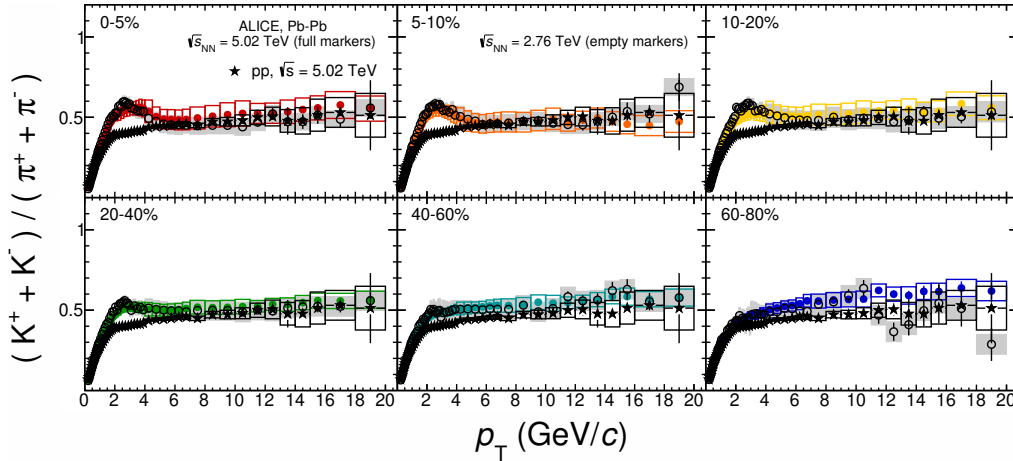 0-5%
ALICE, Pb-Pb
√s_NN = 5.02 TeV (full markers)
★ pp, √s = 5.02 TeV
5-10%
√s_NN = 2.76 TeV (empty markers)
10-20%
1
0.5
20-40%
40-60%
60-80%
1
0.5
0 2 4 6 8 10 12 14 16 18 20
2 4 6 8 10 12 14 16 18 20
2 4 6 8 10 12 14 16 18 20
p_T (GeV/c)
( K⁺ + K⁻ ) / ( π⁺ + π⁻ )